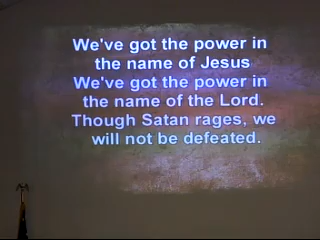 We've got the power in
the name of Jesus
We've got the power in
the name of the Lord.
Though Satan rages, we
will not be defeated.